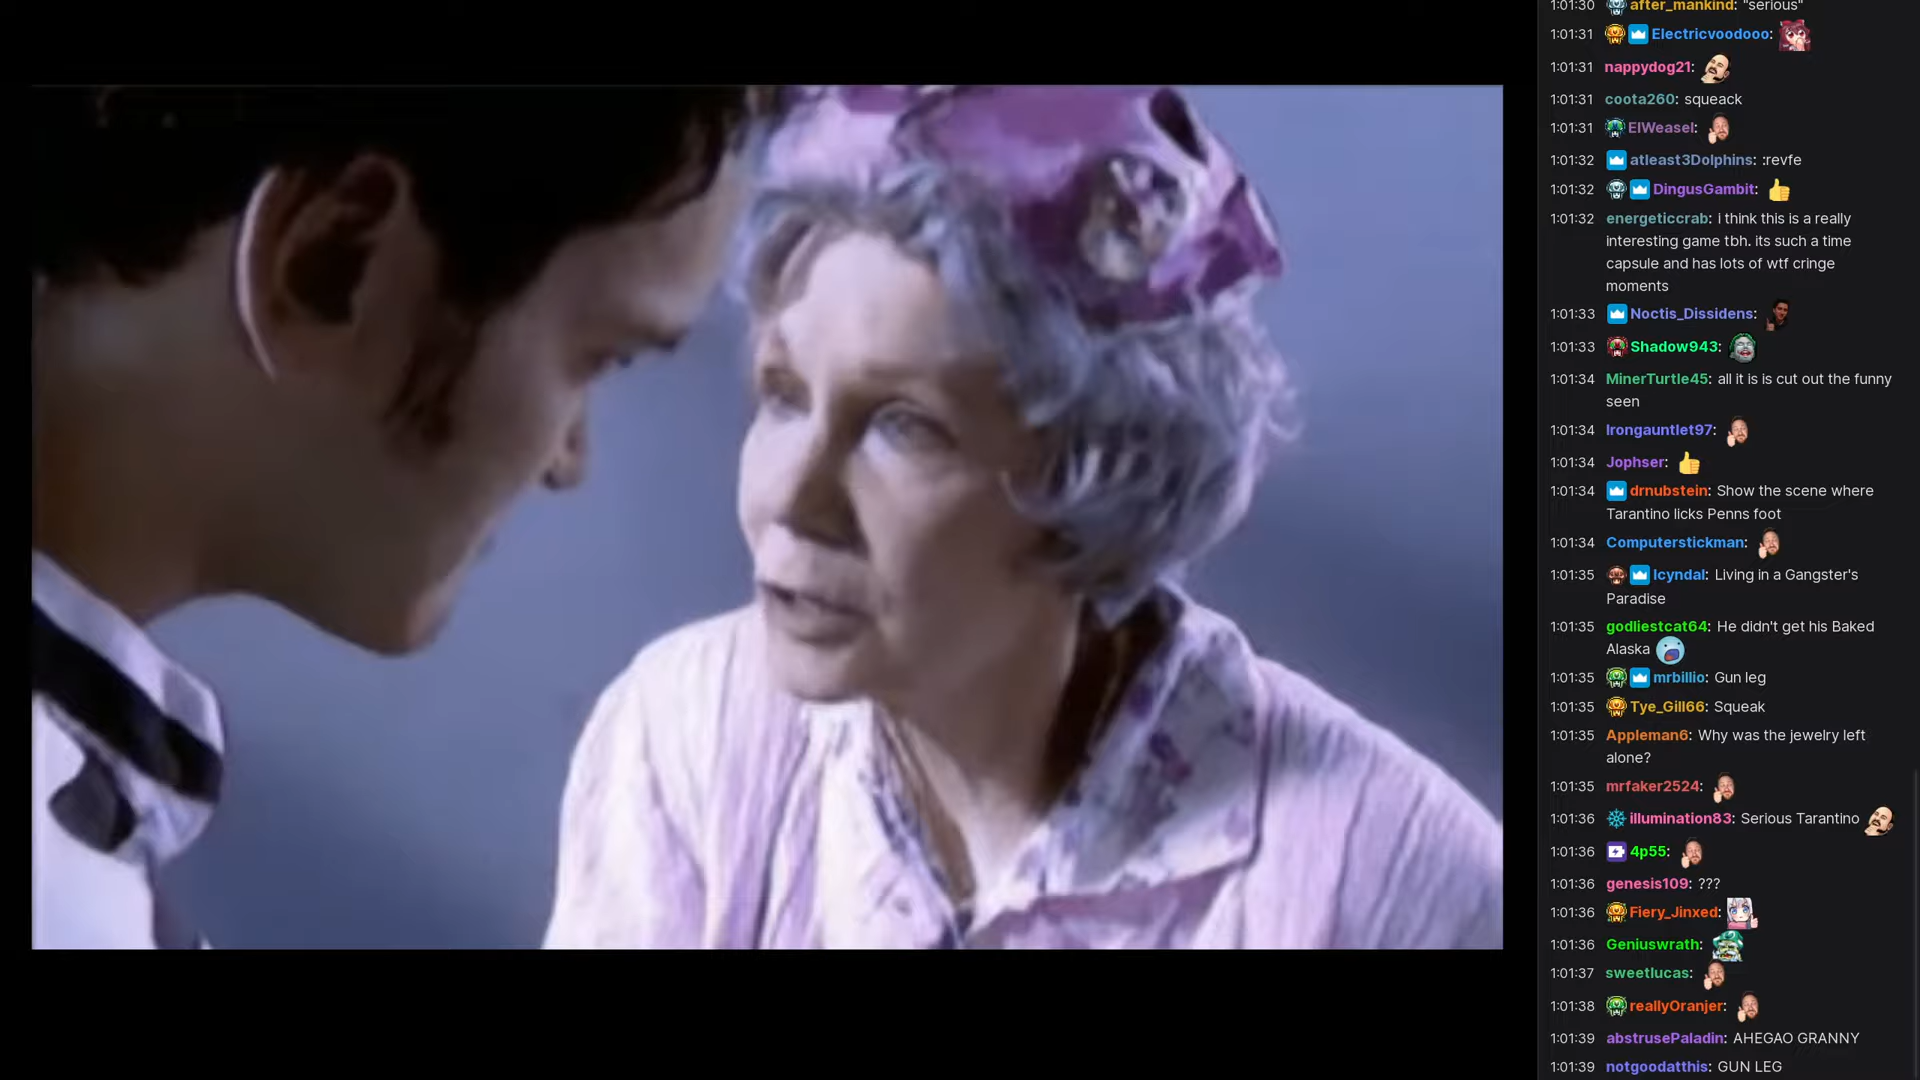 1:01:30 after_mankind: "serious"
1:01:31 Electricvoodooo:
1:01:31 nappydog21:
1:01:31 coota260: squeack
1:01:31 ElWeasel:
1:01:32 atleast3Dolphins: :revfe
1:01:32 DingusGambit:
1:01:32 energeticcrab: i think this is a really
interesting game tbh. its such a time
capsule and has lots of wtf cringe
moments
1:01:33 Noctis_Dissidens:
1:01:33 Shadow943:
1:01:34 MinerTurtle45: all it is is cut out the funny
seen
1:01:34 Irongauntlet97:
1:01:34 Jophser:
1:01:34 drnubstein: Show the scene where
Tarantino licks Penns foot
1:01:34 Computerstickman:
1:01:35 Icyndal: Living in a Gangster's
Paradise
1:01:35 godliestcat64: He didn't get his Baked
Alaska
1:01:35 mrbillio: Gun leg
1:01:35 Tye_Gill66: Squeak
1:01:35 Appleman6: Why was the jewelry left
alone?
1:01:35 mrfaker2524:
1:01:36 illumination83: Serious Tarantino
1:01:36 4p55:
1:01:36 genesis109: ???
1:01:36 Fiery_Jinxed:
1:01:36 Geniuswrath:
1:01:37 sweetlucas:
1:01:38 reallyOranjer:
1:01:39 abstrusePaladin: AHEGAO GRANNY
1:01:39 notgoodatthis: GUN LEG